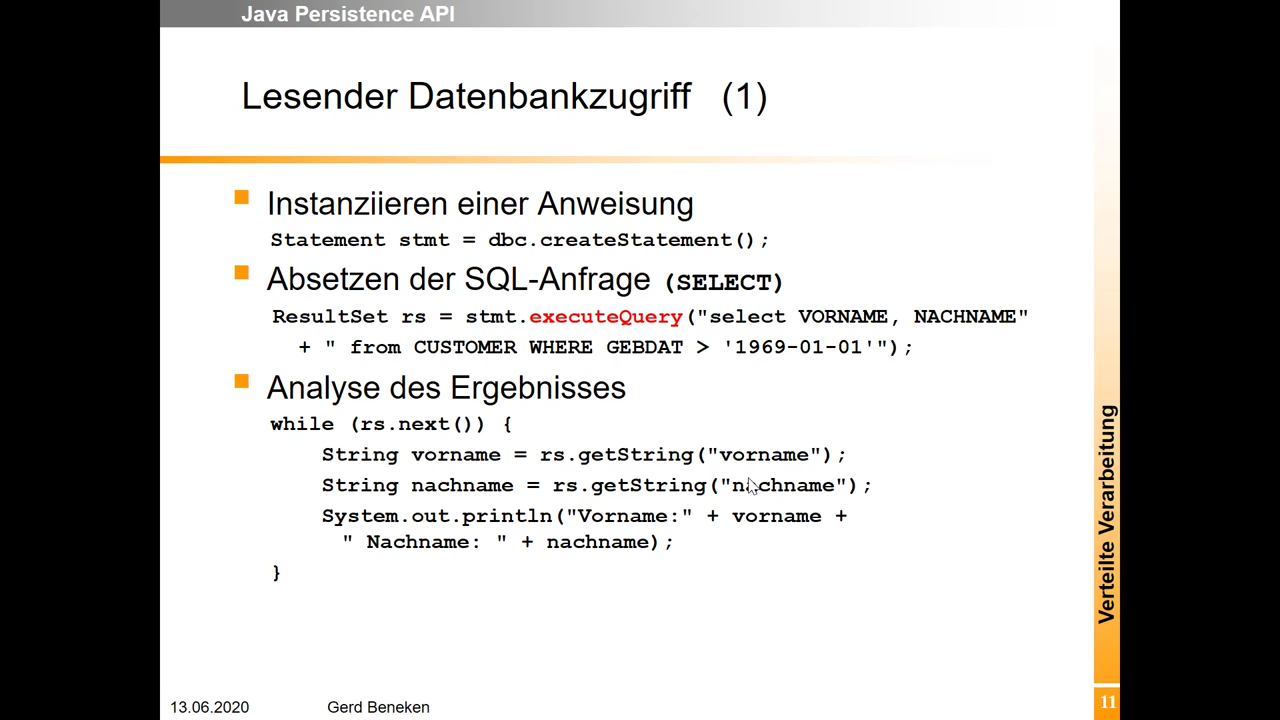 Java Persistence API
Lesender Datenbankzugriff (1)
Instanziieren einer Anweisung
Statement stmt = dbc.createStatement();
Absetzen der SQL-Anfrage (SELECT)
ResultSet rs = stmt.executeQuery("select VORNAME, NACHNAME"
+ " from CUSTOMER WHERE GEBDAT > '1969-01-01'");
Analyse des Ergebnisses
while (rs.next()) {
String vorname = rs.getString("vorname");
String nachname = rs.getString("nachname");
System.out.println("Vorname:" + vorname +
" Nachname: " + nachname);
}
Verteilte Verarbeitung
13.06.2020
Gerd Beneken
11